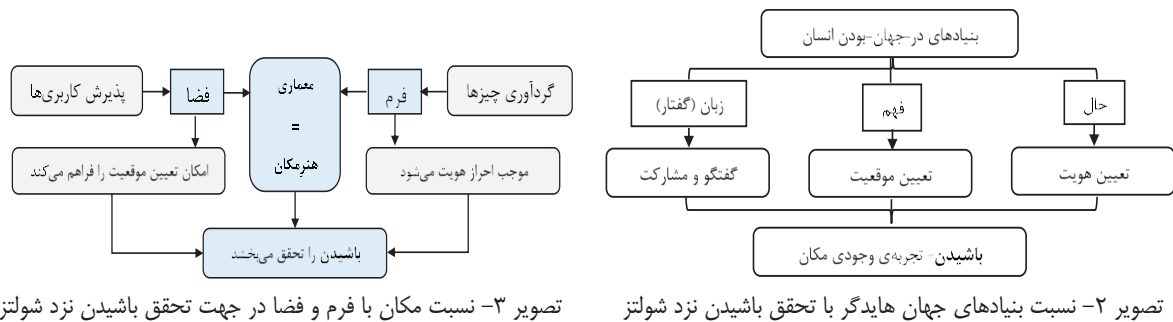 بنیادهای در-جهان-بودن انسان
حال
فهم
زبان (گفتار)
تعیین هویت
تعیین موقعیت
گفتگو و مشارکت
باشیدن- تجربه‌ی وجودی مکان
تصویر ۲- نسبت بنیادهای جهان هایدگر با تحقق باشیدن نزد شولتز
گردآوری چیزها
فرم
معماری
=
هنرِمکان
فضا
پذیرش کاربری‌ها
موجب احراز هویت می‌شود
امکان تعیین موقعیت را فراهم می‌کند
باشیدن را تحقق می‌بخشد
تصویر ۳- نسبت مکان با فرم و فضا در جهت تحقق باشیدن نزد شولتز